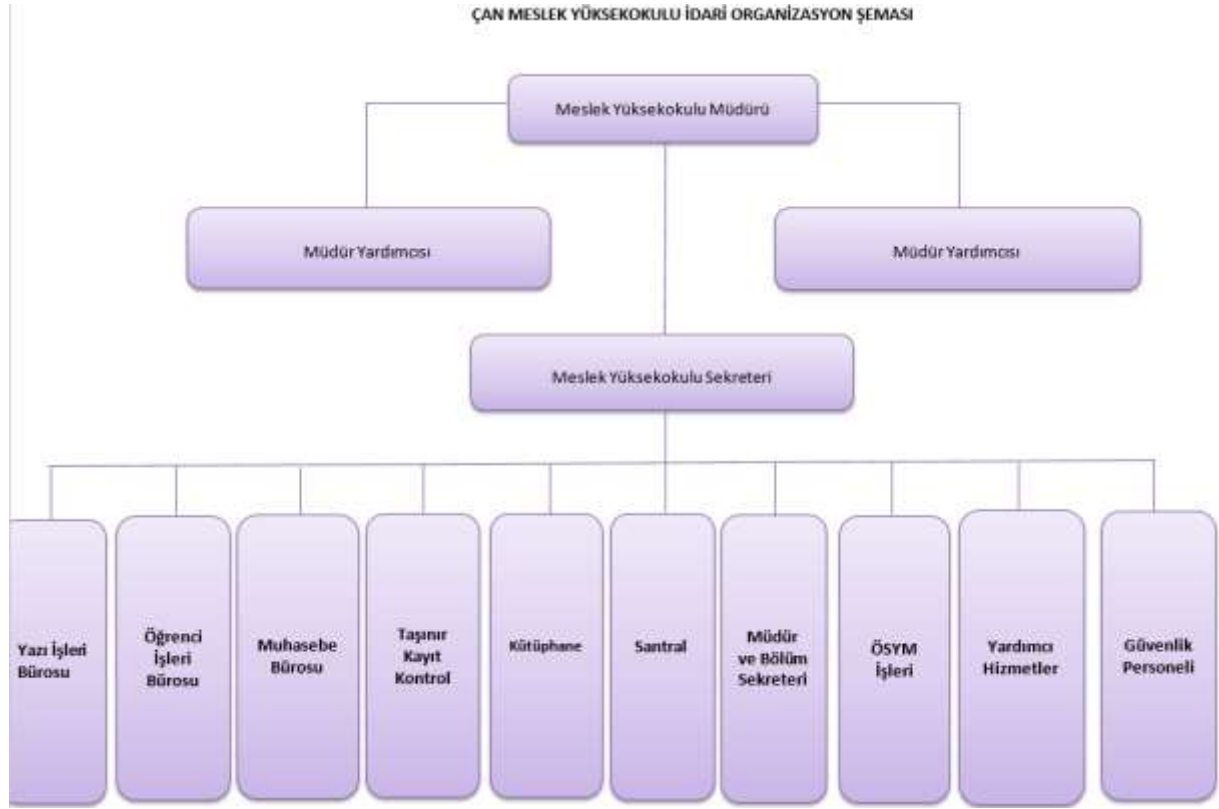 ÇAN MESLEK YÜKSEKOKULU İDARİ ORGANİZASYON ŞEMASI
Meslek Yüksekokulu Müdürü
Müdür Yardımcısı
Müdür Yardımcısı
Meslek Yüksekokulu Sekreteri
Yazı İşleri
Bürosu
Öğrenci
İşleri
Bürosu
Muhasebe
Bürosu
Taşınır
Kayıt
Kontrol
Kütüphane
Santral
Müdür
ve Bölüm
Sekreteri
ÖSYM
İşleri
Yardımcı
Hizmetler
Güvenlik
Personeli